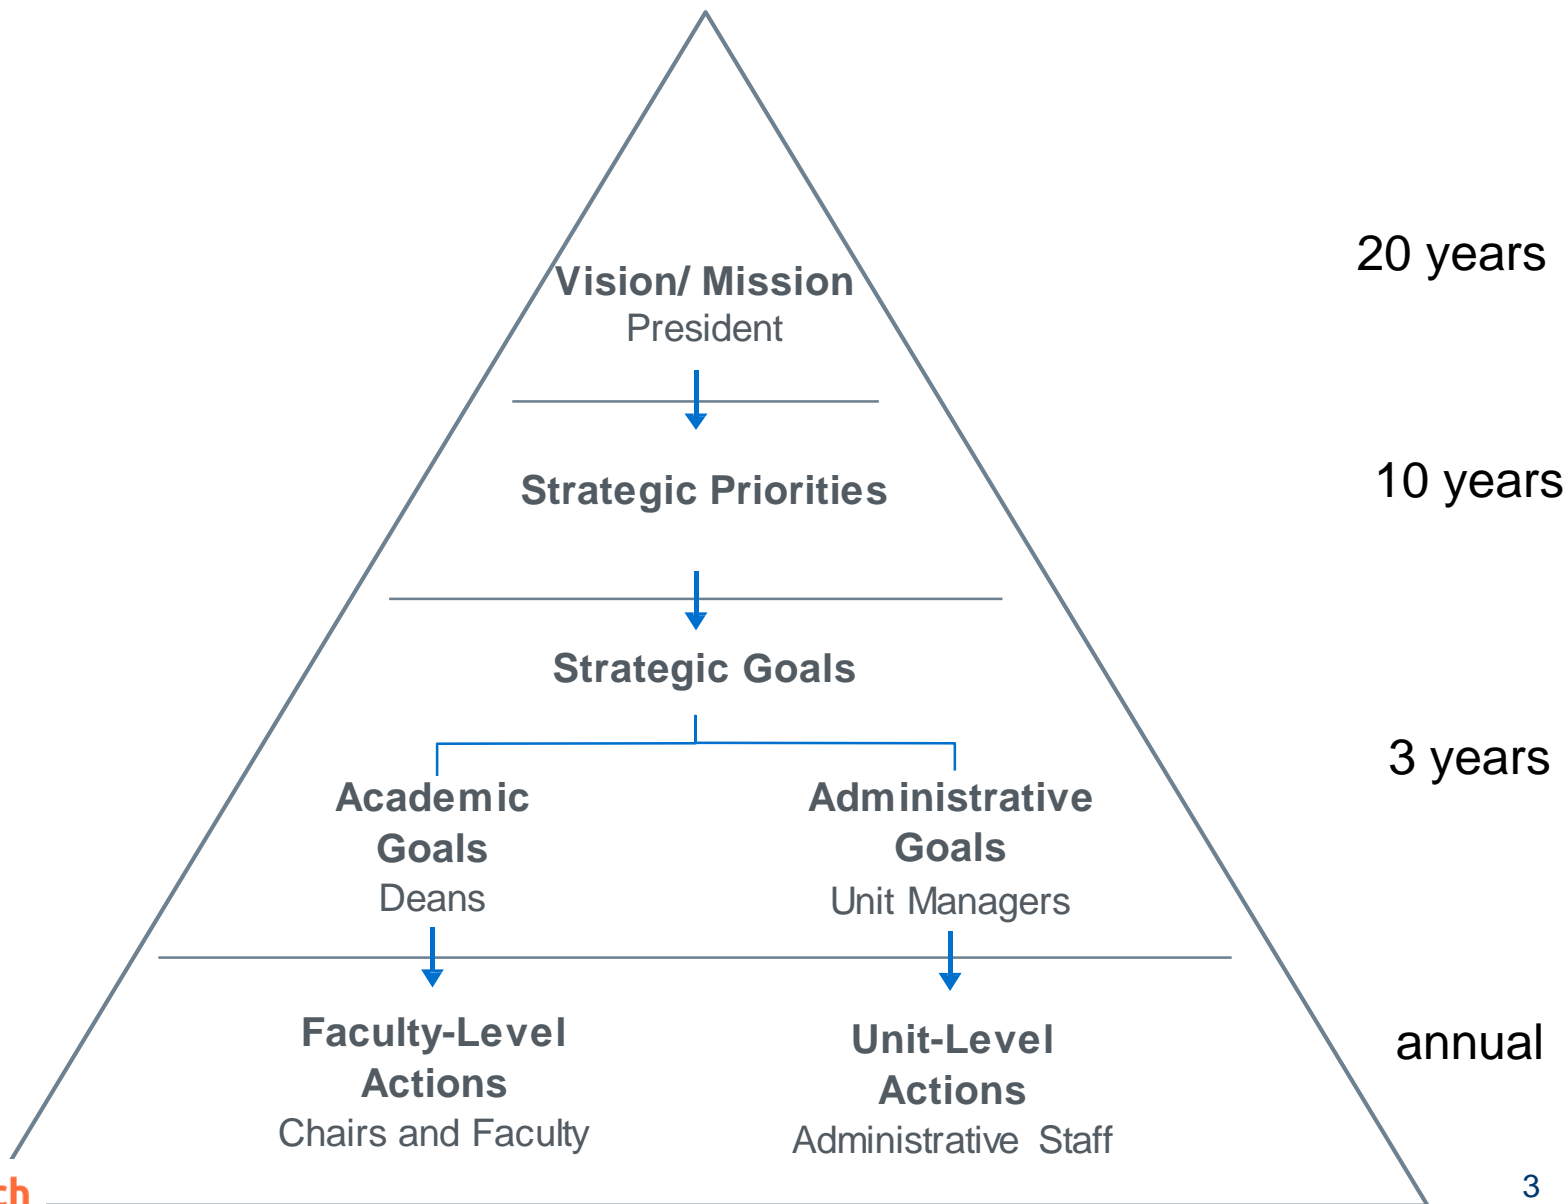 20 years
Vision/ Mission
President
10 years
Strategic Priorities
Strategic Goals
3 years
Academic
Goals
Deans
Administrative
Goals
Unit Managers
annual
Faculty-Level
Actions
Chairs and Faculty
Unit-Level
Actions
Administrative Staff
ch
3